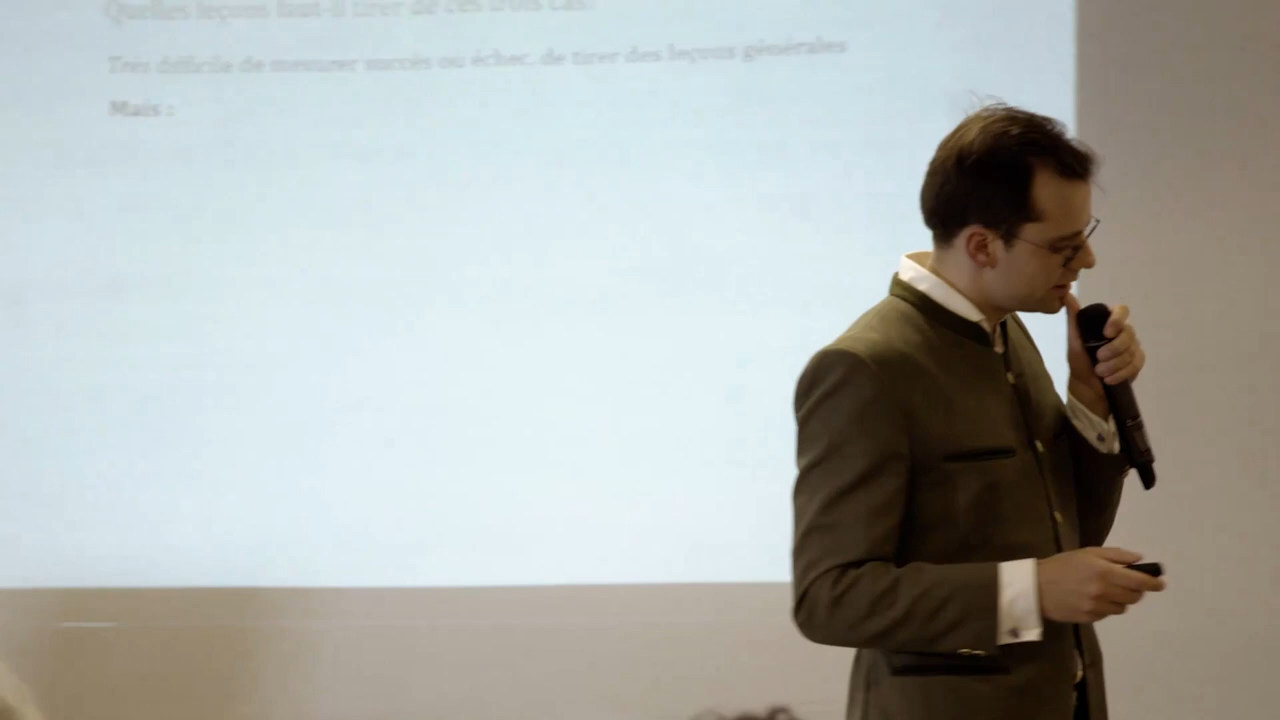 Quelles leçons faut-il tirer de ces trois cas?
Très difficile de mesurer succès ou échec, de tirer des leçons générales
Mais :